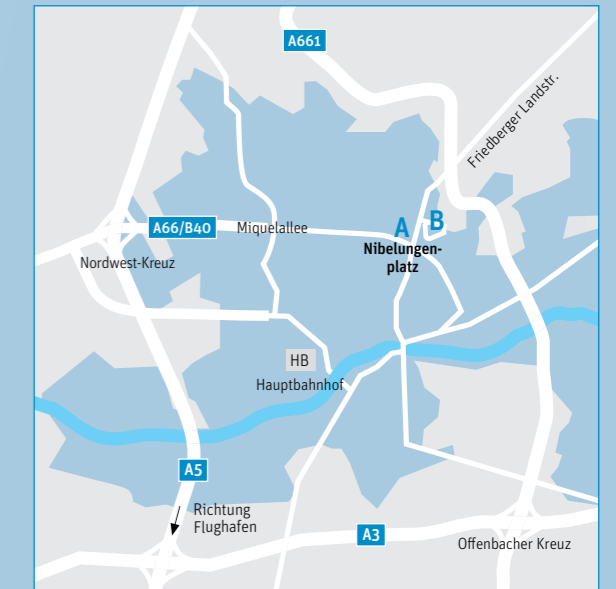 A661
Friedberger Landstr.
A66/B40
Miquelallee
A
B
Nibelungen-
platz
Nordwest-Kreuz
HB
Hauptbahnhof
A5
Richtung
Flughafen
A3
Offenbacher Kreuz